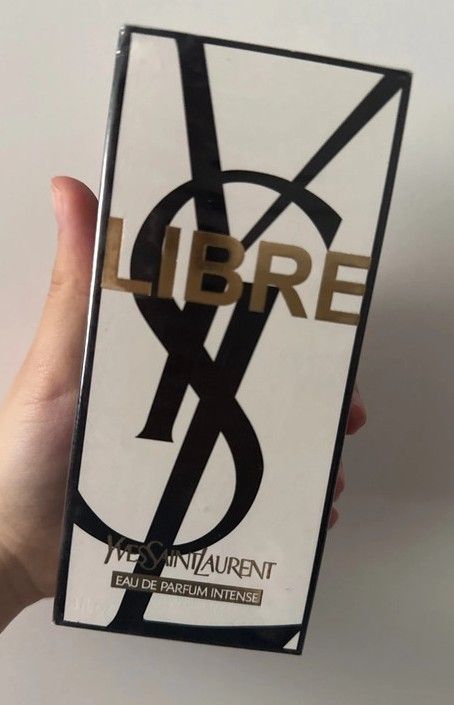 LIBRE
YSL
YVESSAINTLAURENT
EAU DE PARFUM INTENSE